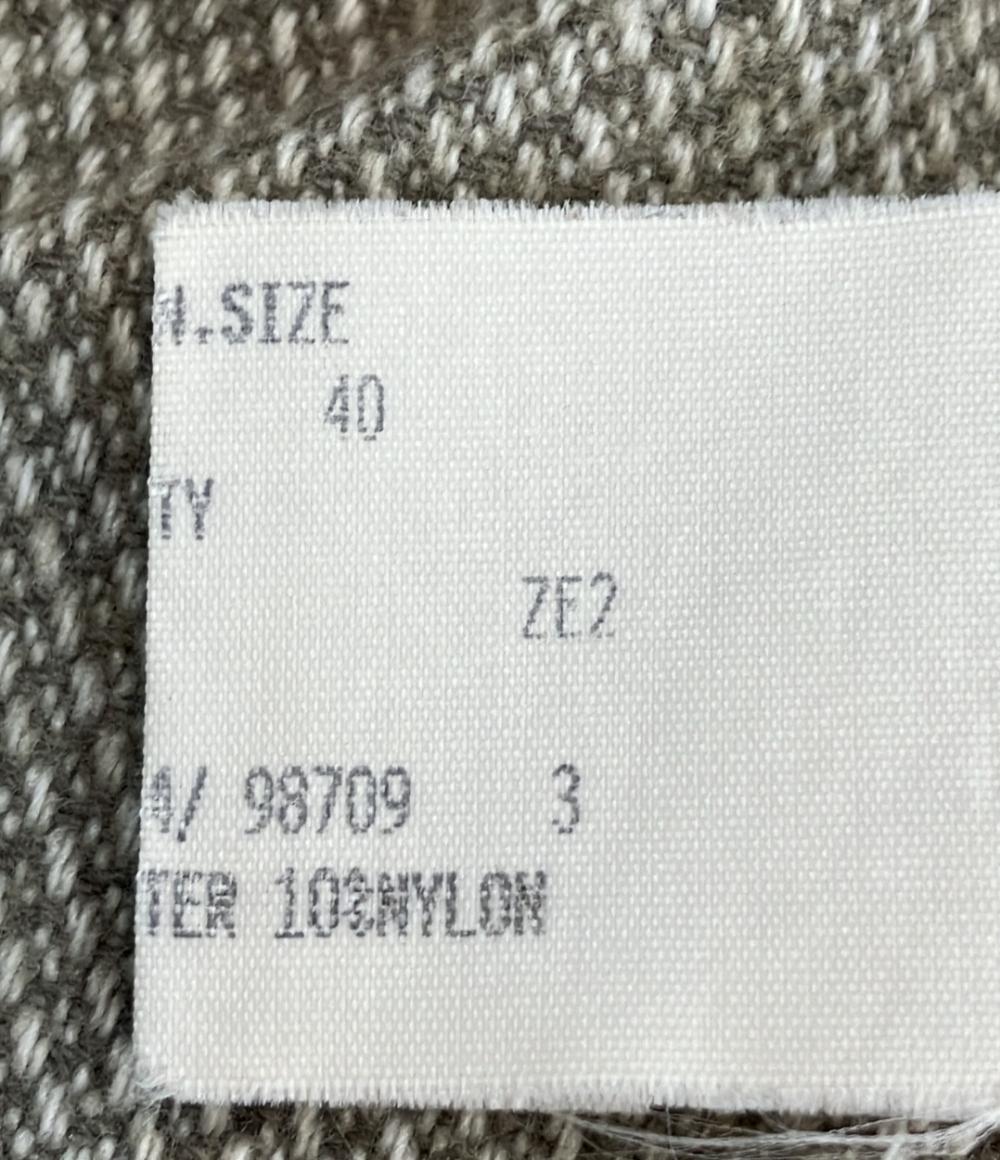 N.SIZE
40
TY
ZE2
4/ 98709 3
TER 10%NYLON